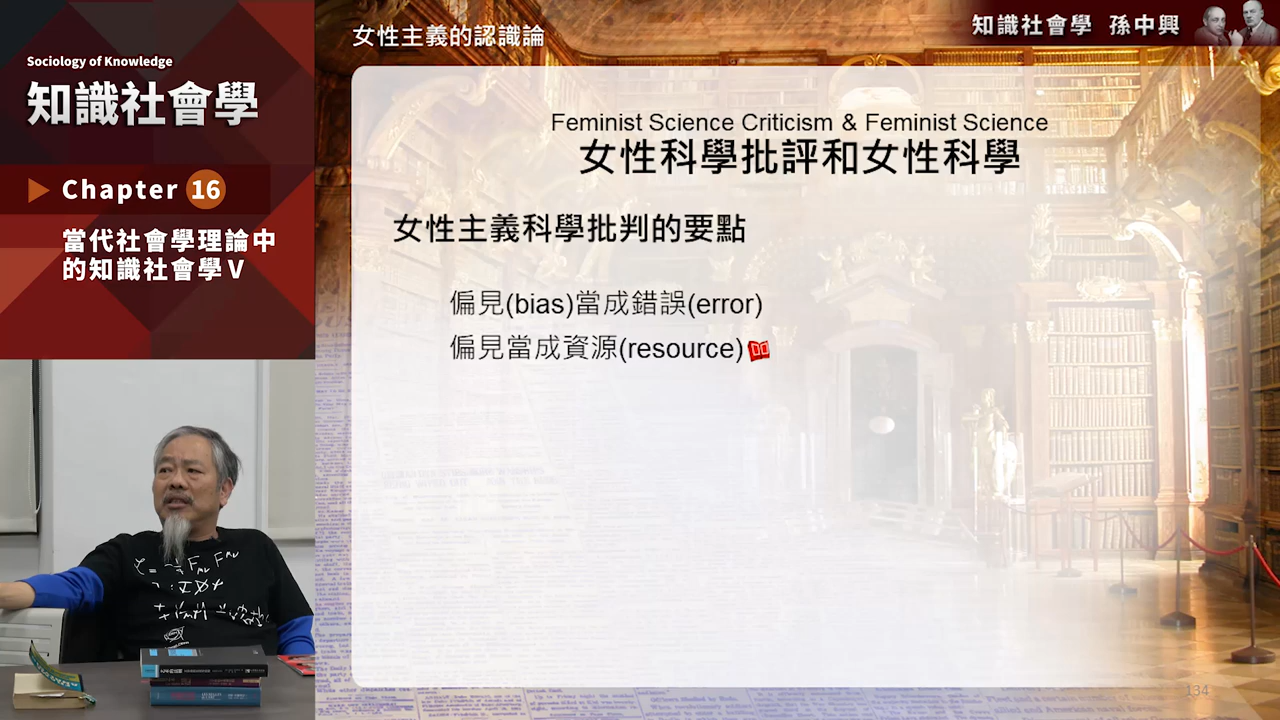 Sociology of Knowledge
知識社會學
Chapter 16
當代社會學理論中
的知識社會學 V
女性主義的認識論
知識社會學 孫中興
Feminist Science Criticism & Feminist Science
女性科學批評和女性科學
女性主義科學批判的要點
偏見(bias)當成錯誤(error)
偏見當成資源(resource)
134